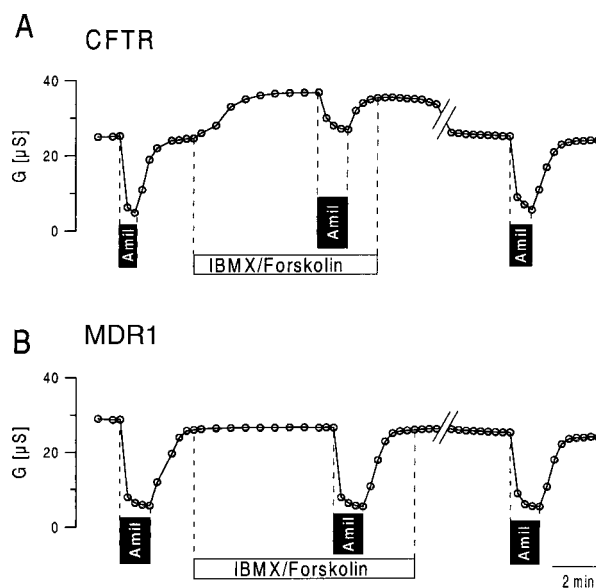 A
CFTR
G [µS]
40
20
0
Amil
Amil
Amil
IBMX/Forskolin
B
MDR1
G [µS]
40
20
0
Amil
Amil
Amil
IBMX/Forskolin
2 min